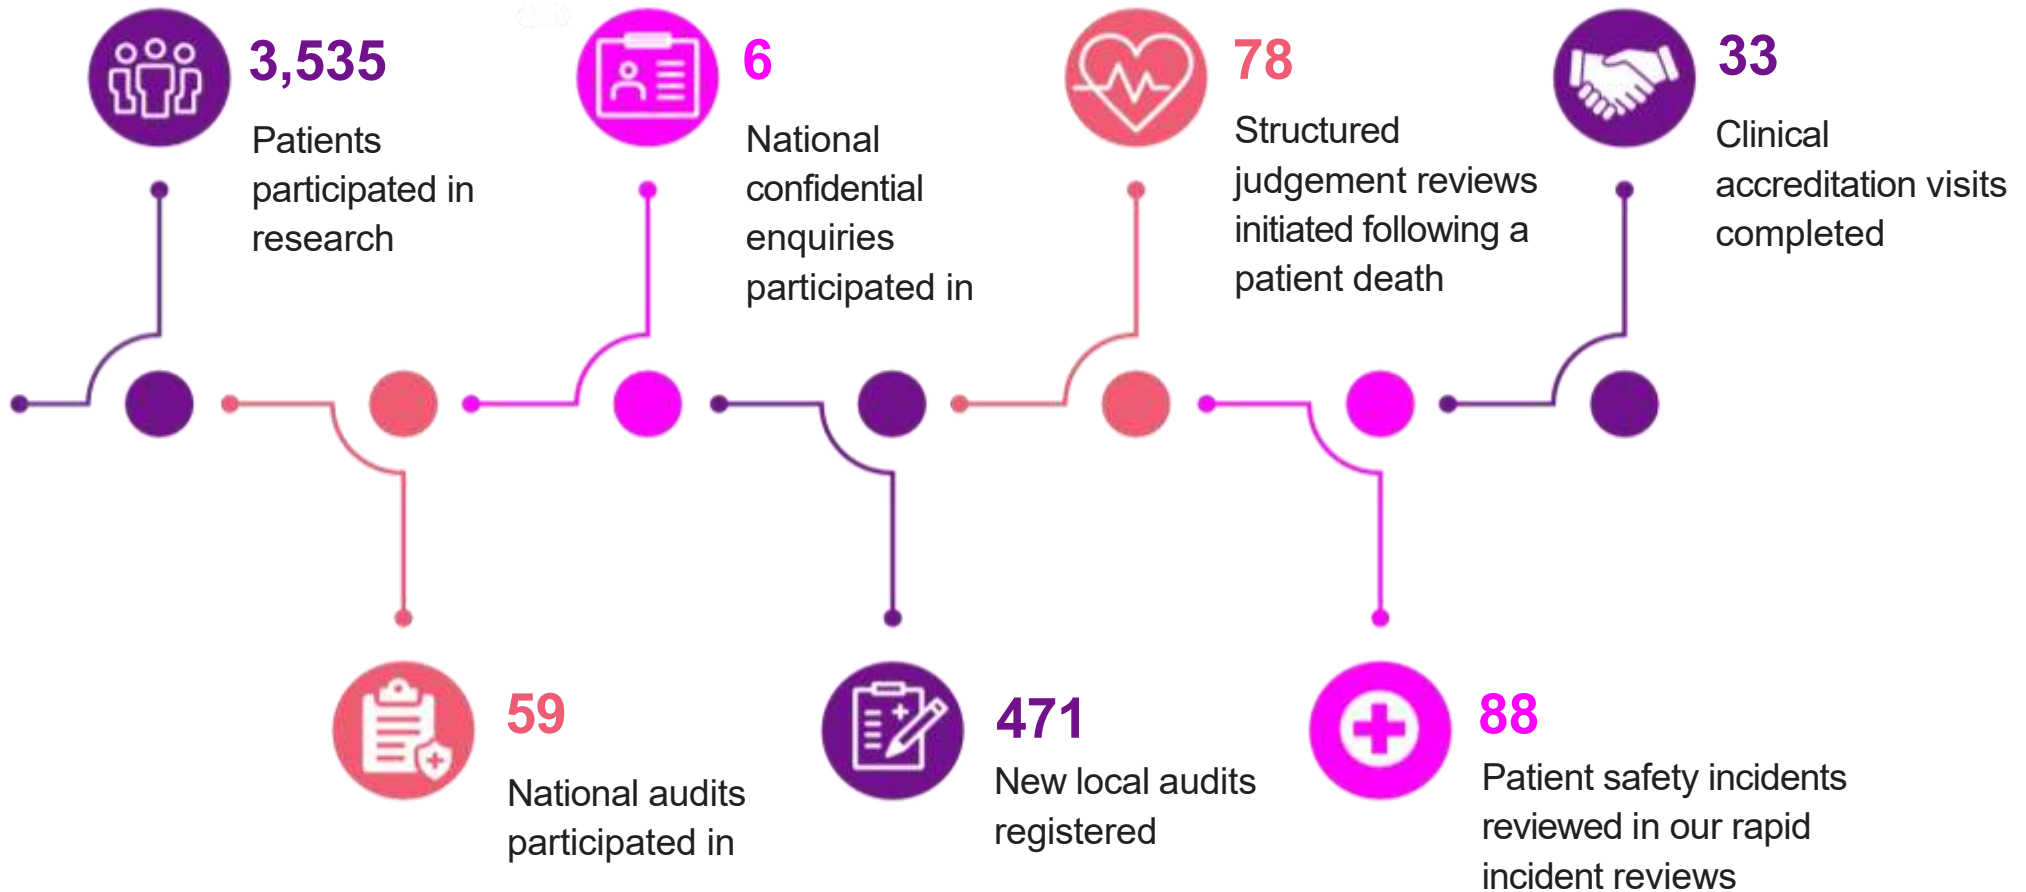 3,535
Patients
participated in
research
59
National audits
participated in
6
National
confidential
enquiries
participated in
471
New local audits
registered
78
Structured
judgement reviews
initiated following a
patient death
88
Patient safety incidents
reviewed in our rapid
incident reviews
33
Clinical
accreditation visits
completed